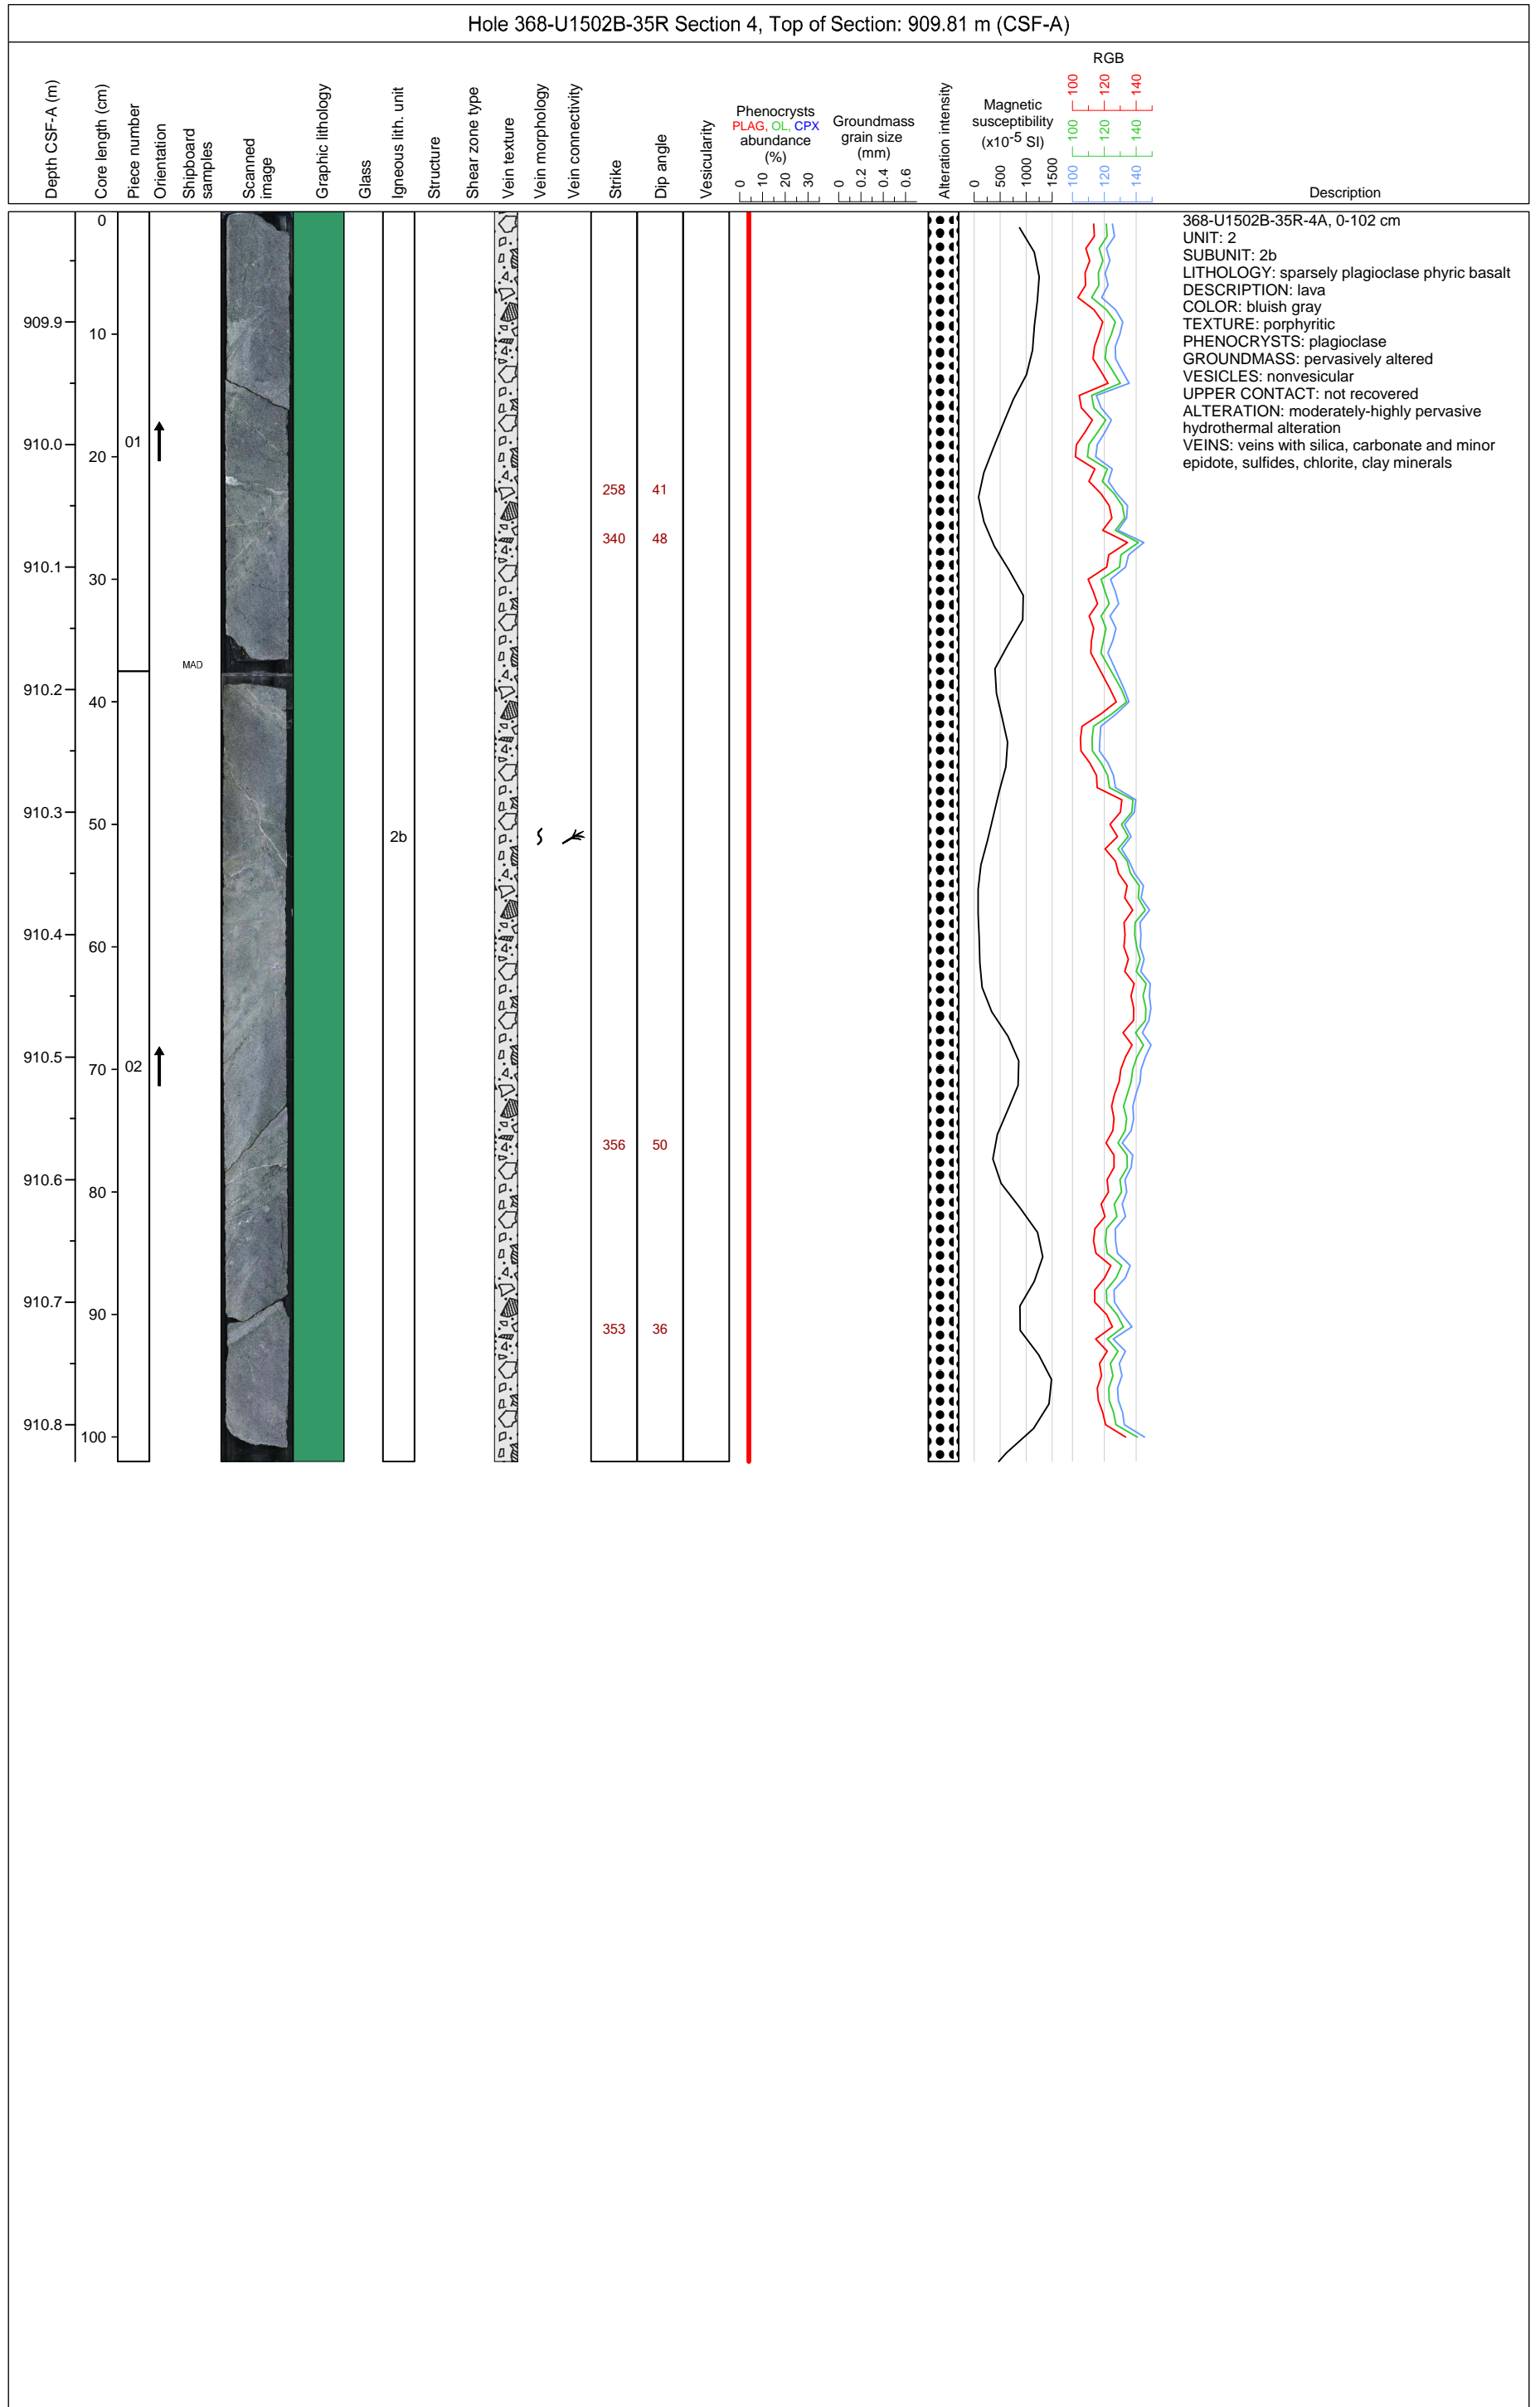 Hole 368-U1502B-35R Section 4, Top of Section: 909.81 m (CSF-A)
Depth CSF-A (m)
Core length (cm)
Piece number
Orientation
Shipboard
samples
Scanned
image
Graphic lithology
Glass
Igneous lith. unit
Structure
Shear zone type
Vein texture
Vein morphology
Vein connectivity
Strike
Dip angle
Vesicularity
Phenocrysts
PLAG, OL, CPX
abundance
(%)
0 10 20 30
Groundmass
grain size
(mm)
0 0.2 0.4 0.6
Alteration intensity
Magnetic
susceptibility
(x10-5 SI)
0 500 1000 1500
RGB
100 120 140
100 120 140
100 120 140
Description
368-U1502B-35R-4A, 0-102 cm
UNIT: 2
SUBUNIT: 2b
LITHOLOGY: sparsely plagioclase phyric basalt
DESCRIPTION: lava
COLOR: bluish gray
TEXTURE: porphyritic
PHENOCRYSTS: plagioclase
GROUNDMASS: pervasively altered
VESICLES: nonvesicular
UPPER CONTACT: not recovered
ALTERATION: moderately-highly pervasive
hydrothermal alteration
VEINS: veins with silica, carbonate and minor
epidote, sulfides, chlorite, clay minerals
0
909.9
10
910.0
01
20
258 41
340 48
910.1
30
MAD
910.2
40
910.3
50
2b
910.4
60
910.5
70
02
356 50
910.6
80
910.7
90
353 36
910.8
100